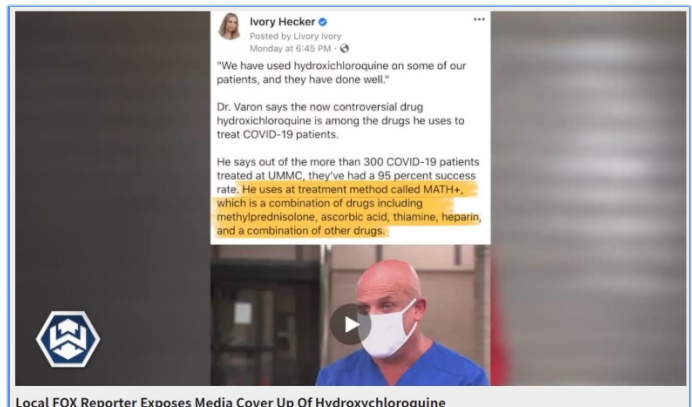 Ivory Hecker
Posted by Livory Ivory
Monday at 6:45 PM ·
"We have used hydroxichloroquine on some of our
patients, and they have done well."
Dr. Varon says the now controversial drug
hydroxichloroquine is among the drugs he uses to
treat COVID-19 patients.
He says out of the more than 300 COVID-19 patients
treated at UMMC, they've had a 95 percent success
rate. He uses at treatment method called MATH+,
which is a combination of drugs including
methylprednisolone, ascorbic acid, thiamine, heparin,
and a combination of other drugs.
Local FOX Reporter Exposes Media Cover Up Of Hydroxychloroquine